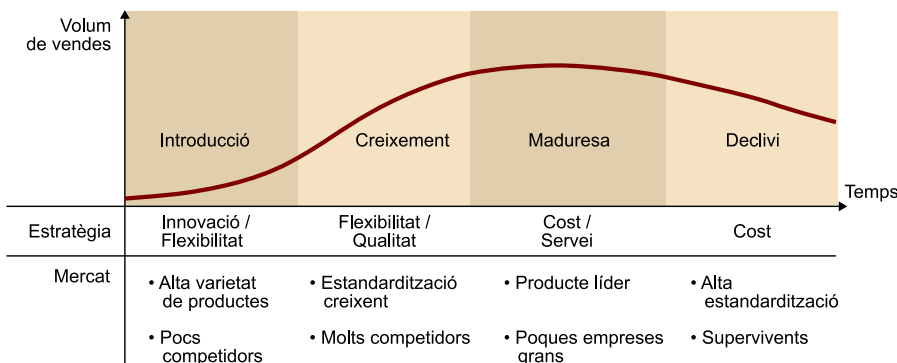 Volum
de vendes
Introducció
Creixement
Maduresa
Declivi
Temps
Estratègia
Innovació /
Flexibilitat
Flexibilitat /
Qualitat
Cost /
Servei
Cost
Mercat
• Alta varietat
de productes
• Estandardització
creixent
• Producte líder
• Alta
estandardització
• Pocs
competidors
• Molts competidors
• Poques empreses
grans
• Supervivents